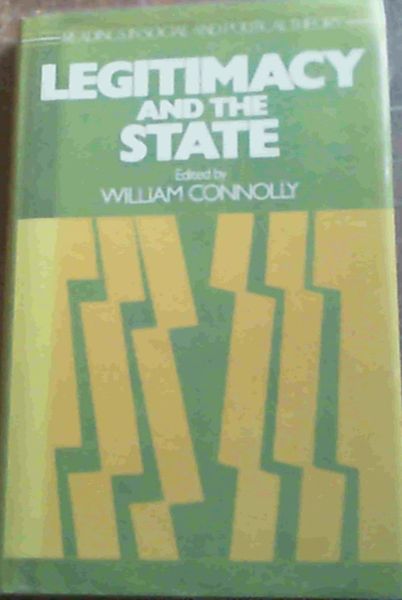 READINGS IN SOCIAL AND POLITICAL THEORY
LEGITIMACY
AND THE
STATE
Edited by
WILLIAM CONNOLLY